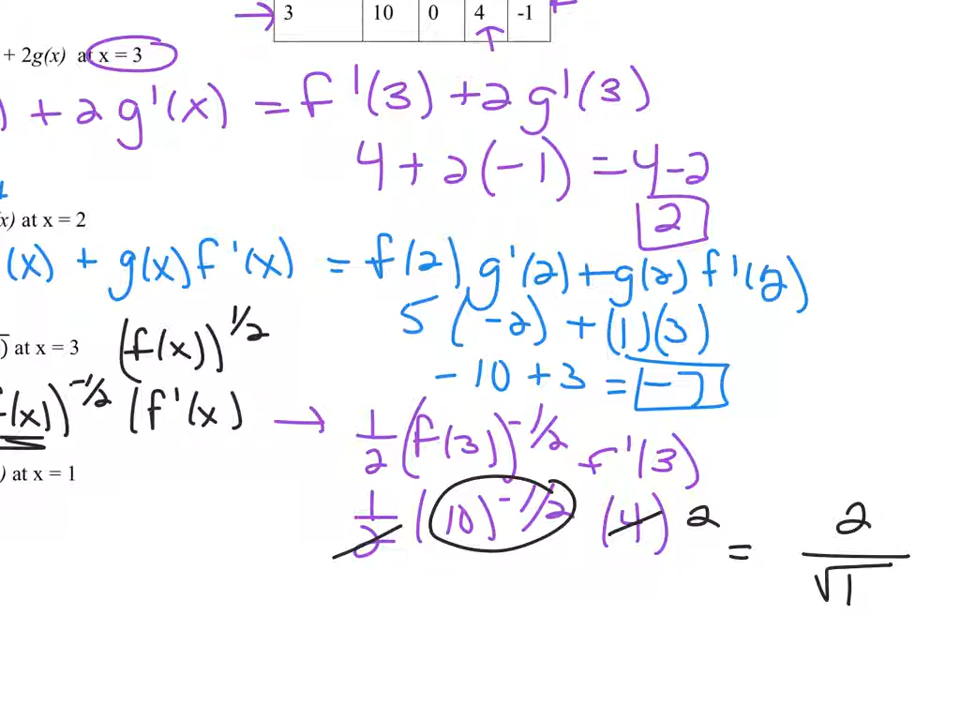 3 10 0 4 -1
+ 2g(x) at x = 3
) + 2g'(x) = f'(3) + 2g'(3)
4 + 2(-1) = 4-2
2
x) at x = 2
(x) + g(x)f'(x) = f(2)g'(2) + g(2)f'(2)
5(-2) + (1)(3)
) at x = 3 (f(x))^1/2
-10 + 3 = -7
f(x))^-1/2 (f'(x) → 1/2 (f(3))^-1/2 f'(3)
) at x = 1
1/2 (10)^-1/2 (4) 2 = 2/√1